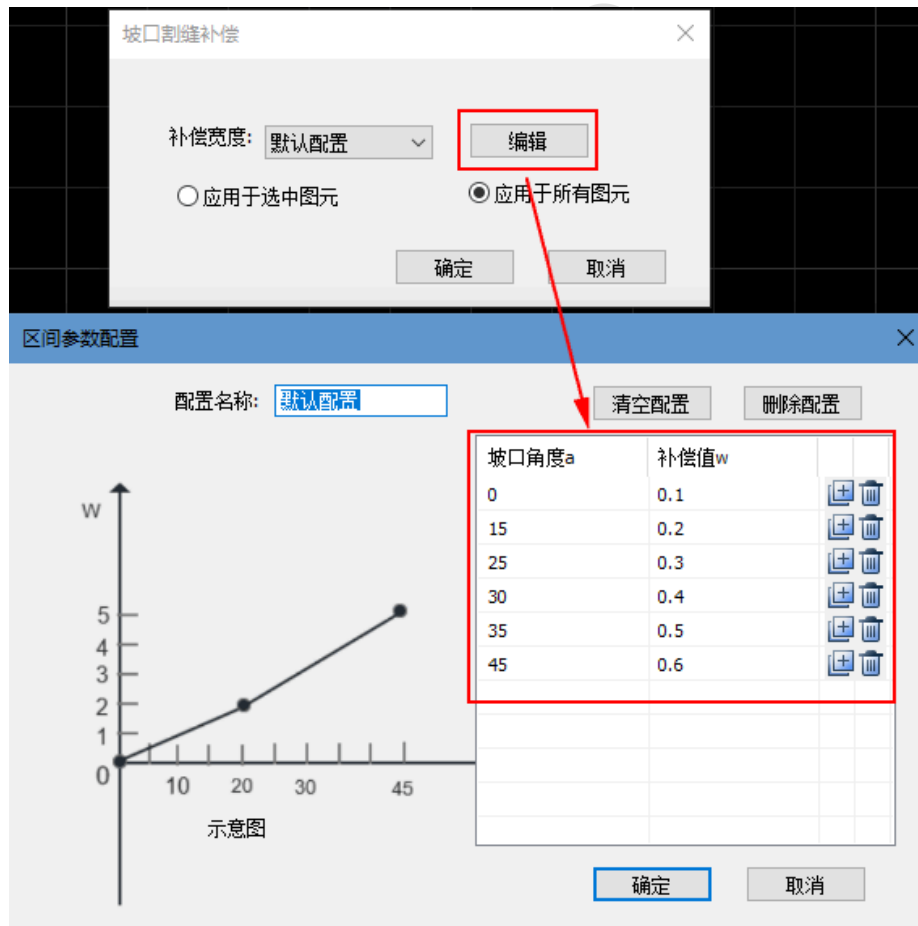 坡口割缝补偿
补偿宽度: 默认配置 编辑
应用于选中图元 应用于所有图元
确定 取消
区间参数配置
配置名称: 默认配置 清空配置 删除配置
坡口角度a 补偿值w
0 0.1
15 0.2
25 0.3
30 0.4
35 0.5
45 0.6
W
5
4
3
2
1
0
10 20 30 45
示意图
确定 取消